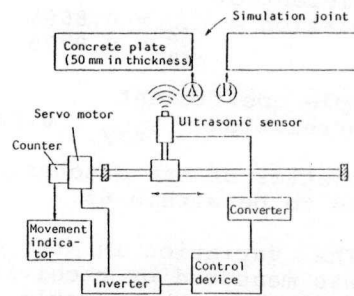 Simulation joint
Concrete plate
(50 mm in thickness)
A
B
Servo motor
Ultrasonic sensor
Counter
Converter
Movement
indica-
tor
Inverter
Control
device